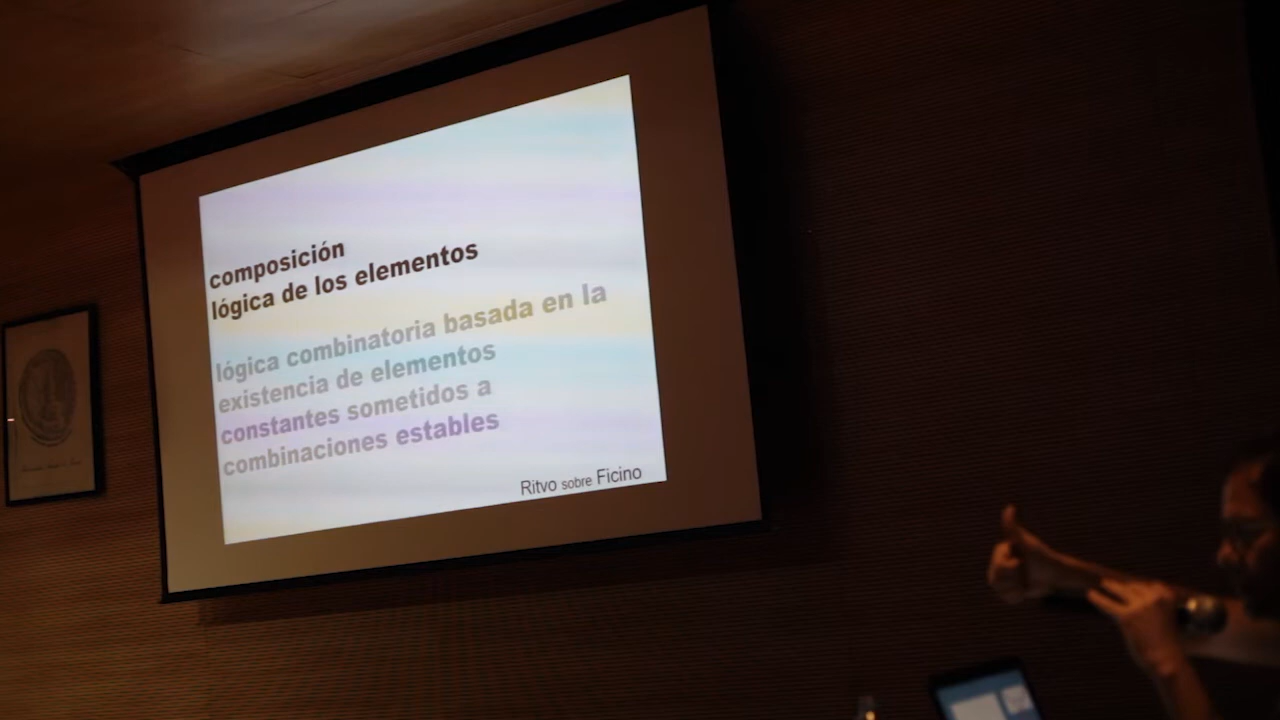 composición
lógica de los elementos
lógica combinatoria basada en la
existencia de elementos
constantes sometidos a
combinaciones estables
Ritvo sobre Ficino